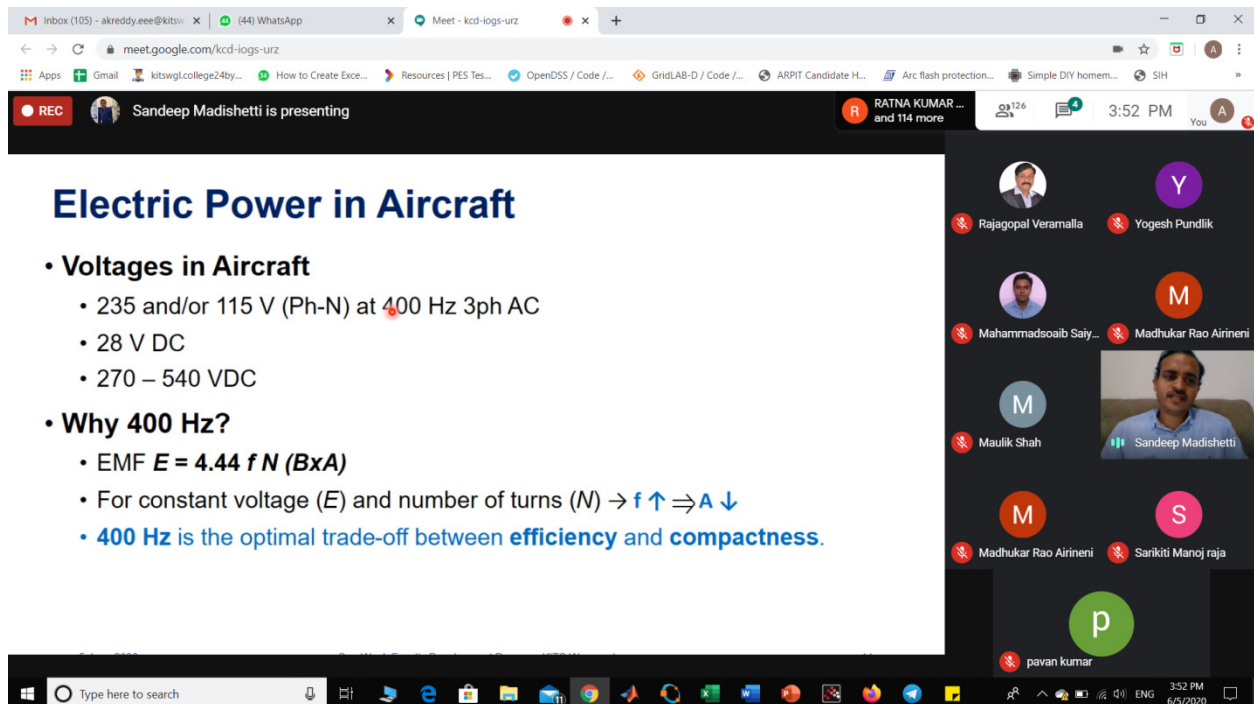 Inbox (105) - akreddy.eee@kitsw
(44) WhatsApp
Meet - kcd-iogs-urz
meet.google.com/kcd-iogs-urz
Apps
Gmail
kitswgl.college24by...
How to Create Exce...
Resources | PES Tes...
OpenDSS / Code /...
GridLAB-D / Code /...
ARPIT Candidate H...
Arc flash protection...
Simple DIY homem...
SIH
»
REC
Sandeep Madishetti is presenting
R
RATNA KUMAR ...
and 114 more
126
4
3:52 PM
You
A
Electric Power in Aircraft
• Voltages in Aircraft
• 235 and/or 115 V (Ph-N) at 400 Hz 3ph AC
• 28 V DC
• 270 – 540 VDC
• Why 400 Hz?
• EMF E = 4.44 f N (BxA)
• For constant voltage (E) and number of turns (N) → f ↑ ⇒ A ↓
• 400 Hz is the optimal trade-off between efficiency and compactness.
Rajagopal Veramalla
Y
Yogesh Pundlik
Mahammadsoaib Saiy...
M
Madhukar Rao Airineni
M
Maulik Shah
Sandeep Madishetti
M
Madhukar Rao Airineni
S
Sarikiti Manoj raja
p
pavan kumar
Type here to search
11
ENG
3:52 PM
6/5/2020